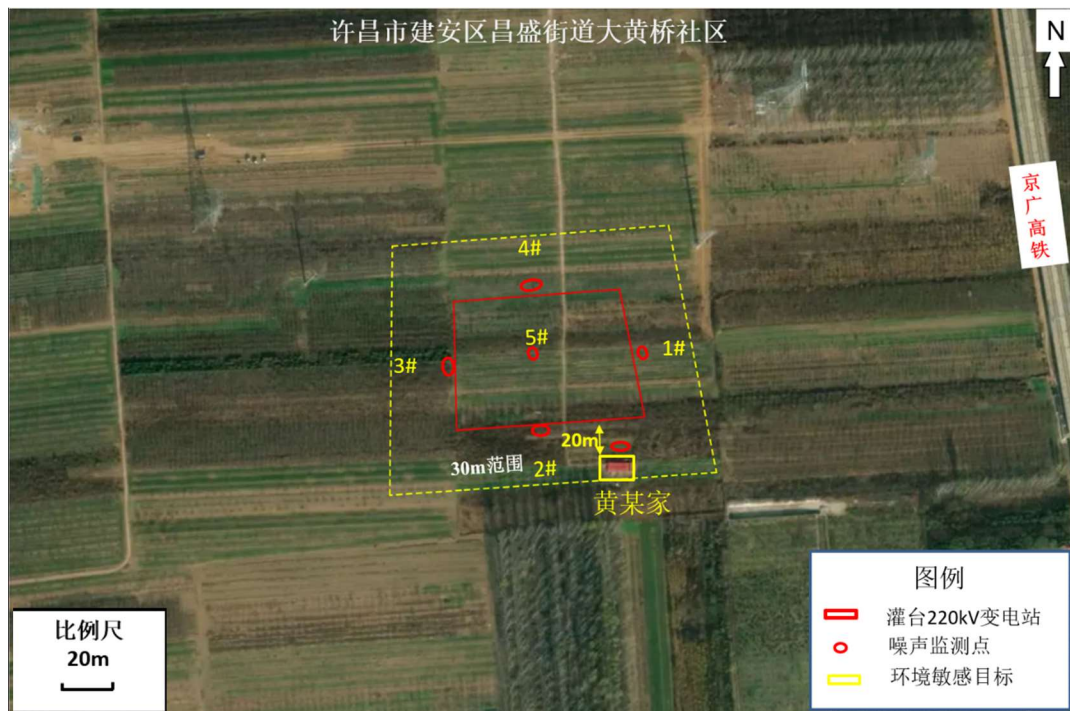 许昌市建安区昌盛街道大黄桥社区
N
京广高铁
4#
5#
1#
3#
20m
30m范围
2#
黄某家
比例尺
20m
图例
灌台220kV变电站
噪声监测点
环境敏感目标